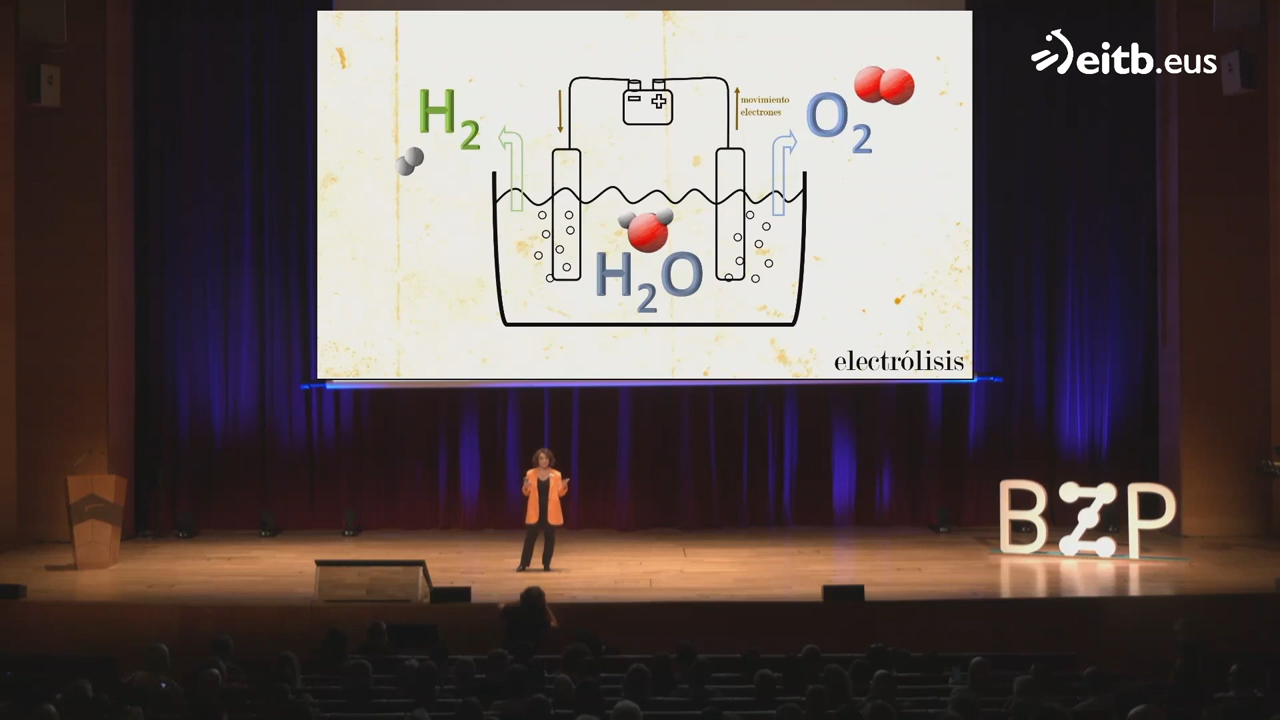 eitb.eus
H2
movimiento
electrones
O2
H2O
electrólisis
BZP